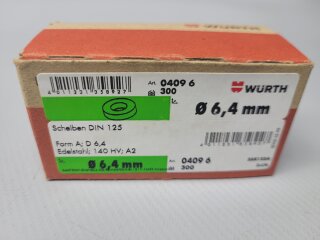 Art. 0409 6
300
WÜRTH
Ø 6,4 mm
Scheiben DIN 125
Form A; D 6,4
Edelstahl; 140 HV; A2
Ø 6,4 mm
Art. 0409 6
300